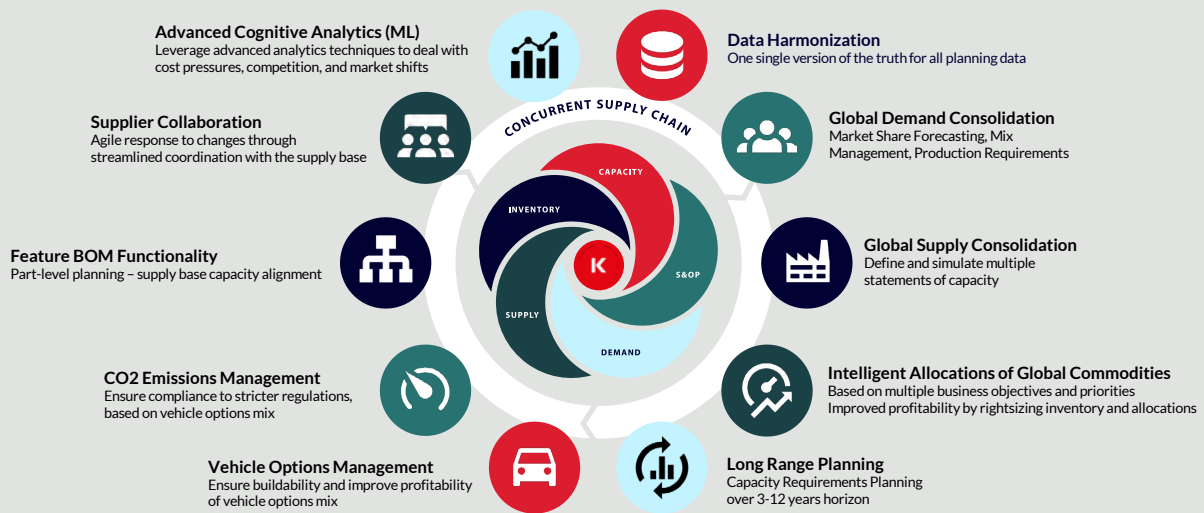 Advanced Cognitive Analytics (ML)
Leverage advanced analytics techniques to deal with
cost pressures, competition, and market shifts
Data Harmonization
One single version of the truth for all planning data
Supplier Collaboration
Agile response to changes through
streamlined coordination with the supply base
Global Demand Consolidation
Market Share Forecasting, Mix
Management, Production Requirements
Feature BOM Functionality
Part-level planning – supply base capacity alignment
Global Supply Consolidation
Define and simulate multiple
statements of capacity
CO2 Emissions Management
Ensure compliance to stricter regulations,
based on vehicle options mix
Intelligent Allocations of Global Commodities
Based on multiple business objectives and priorities
Improved profitability by rightsizing inventory and allocations
Vehicle Options Management
Ensure buildability and improve profitability
of vehicle options mix
Long Range Planning
Capacity Requirements Planning
over 3-12 years horizon
CONCURRENT SUPPLY CHAIN
CAPACITY
INVENTORY
K
S&OP
SUPPLY
DEMAND